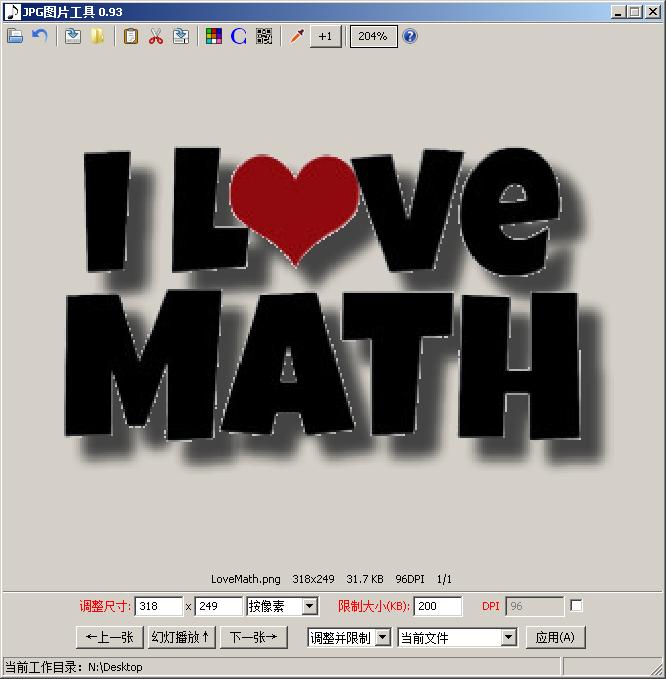 JPG图片工具 0.93
+1 204%
I L❤Ve
MATH
LoveMath.png 318x249 31.7 KB 96DPI 1/1
调整尺寸: 318 x 249 按像素 限制大小(KB): 200 DPI 96
←上一张 幻灯播放↑ 下一张→ 调整并限制 当前文件 应用(A)
当前工作目录: N:\Desktop